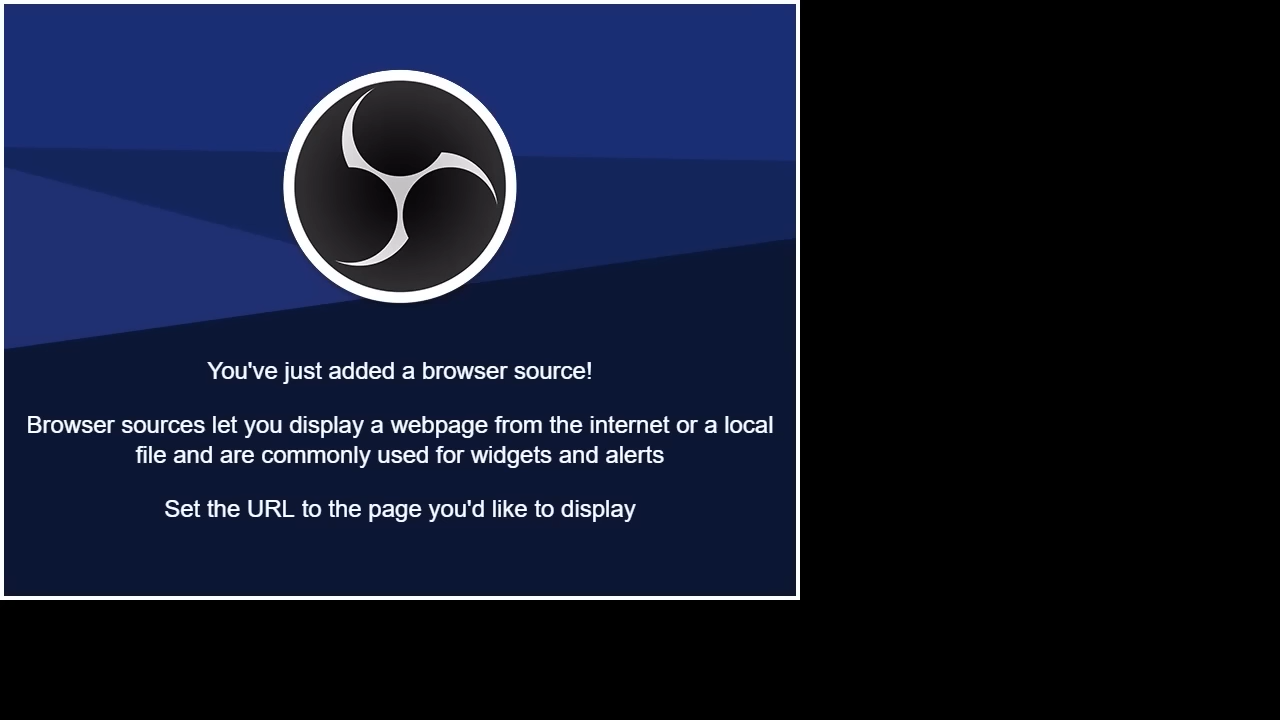 You've just added a browser source!
Browser sources let you display a webpage from the internet or a local
file and are commonly used for widgets and alerts
Set the URL to the page you'd like to display